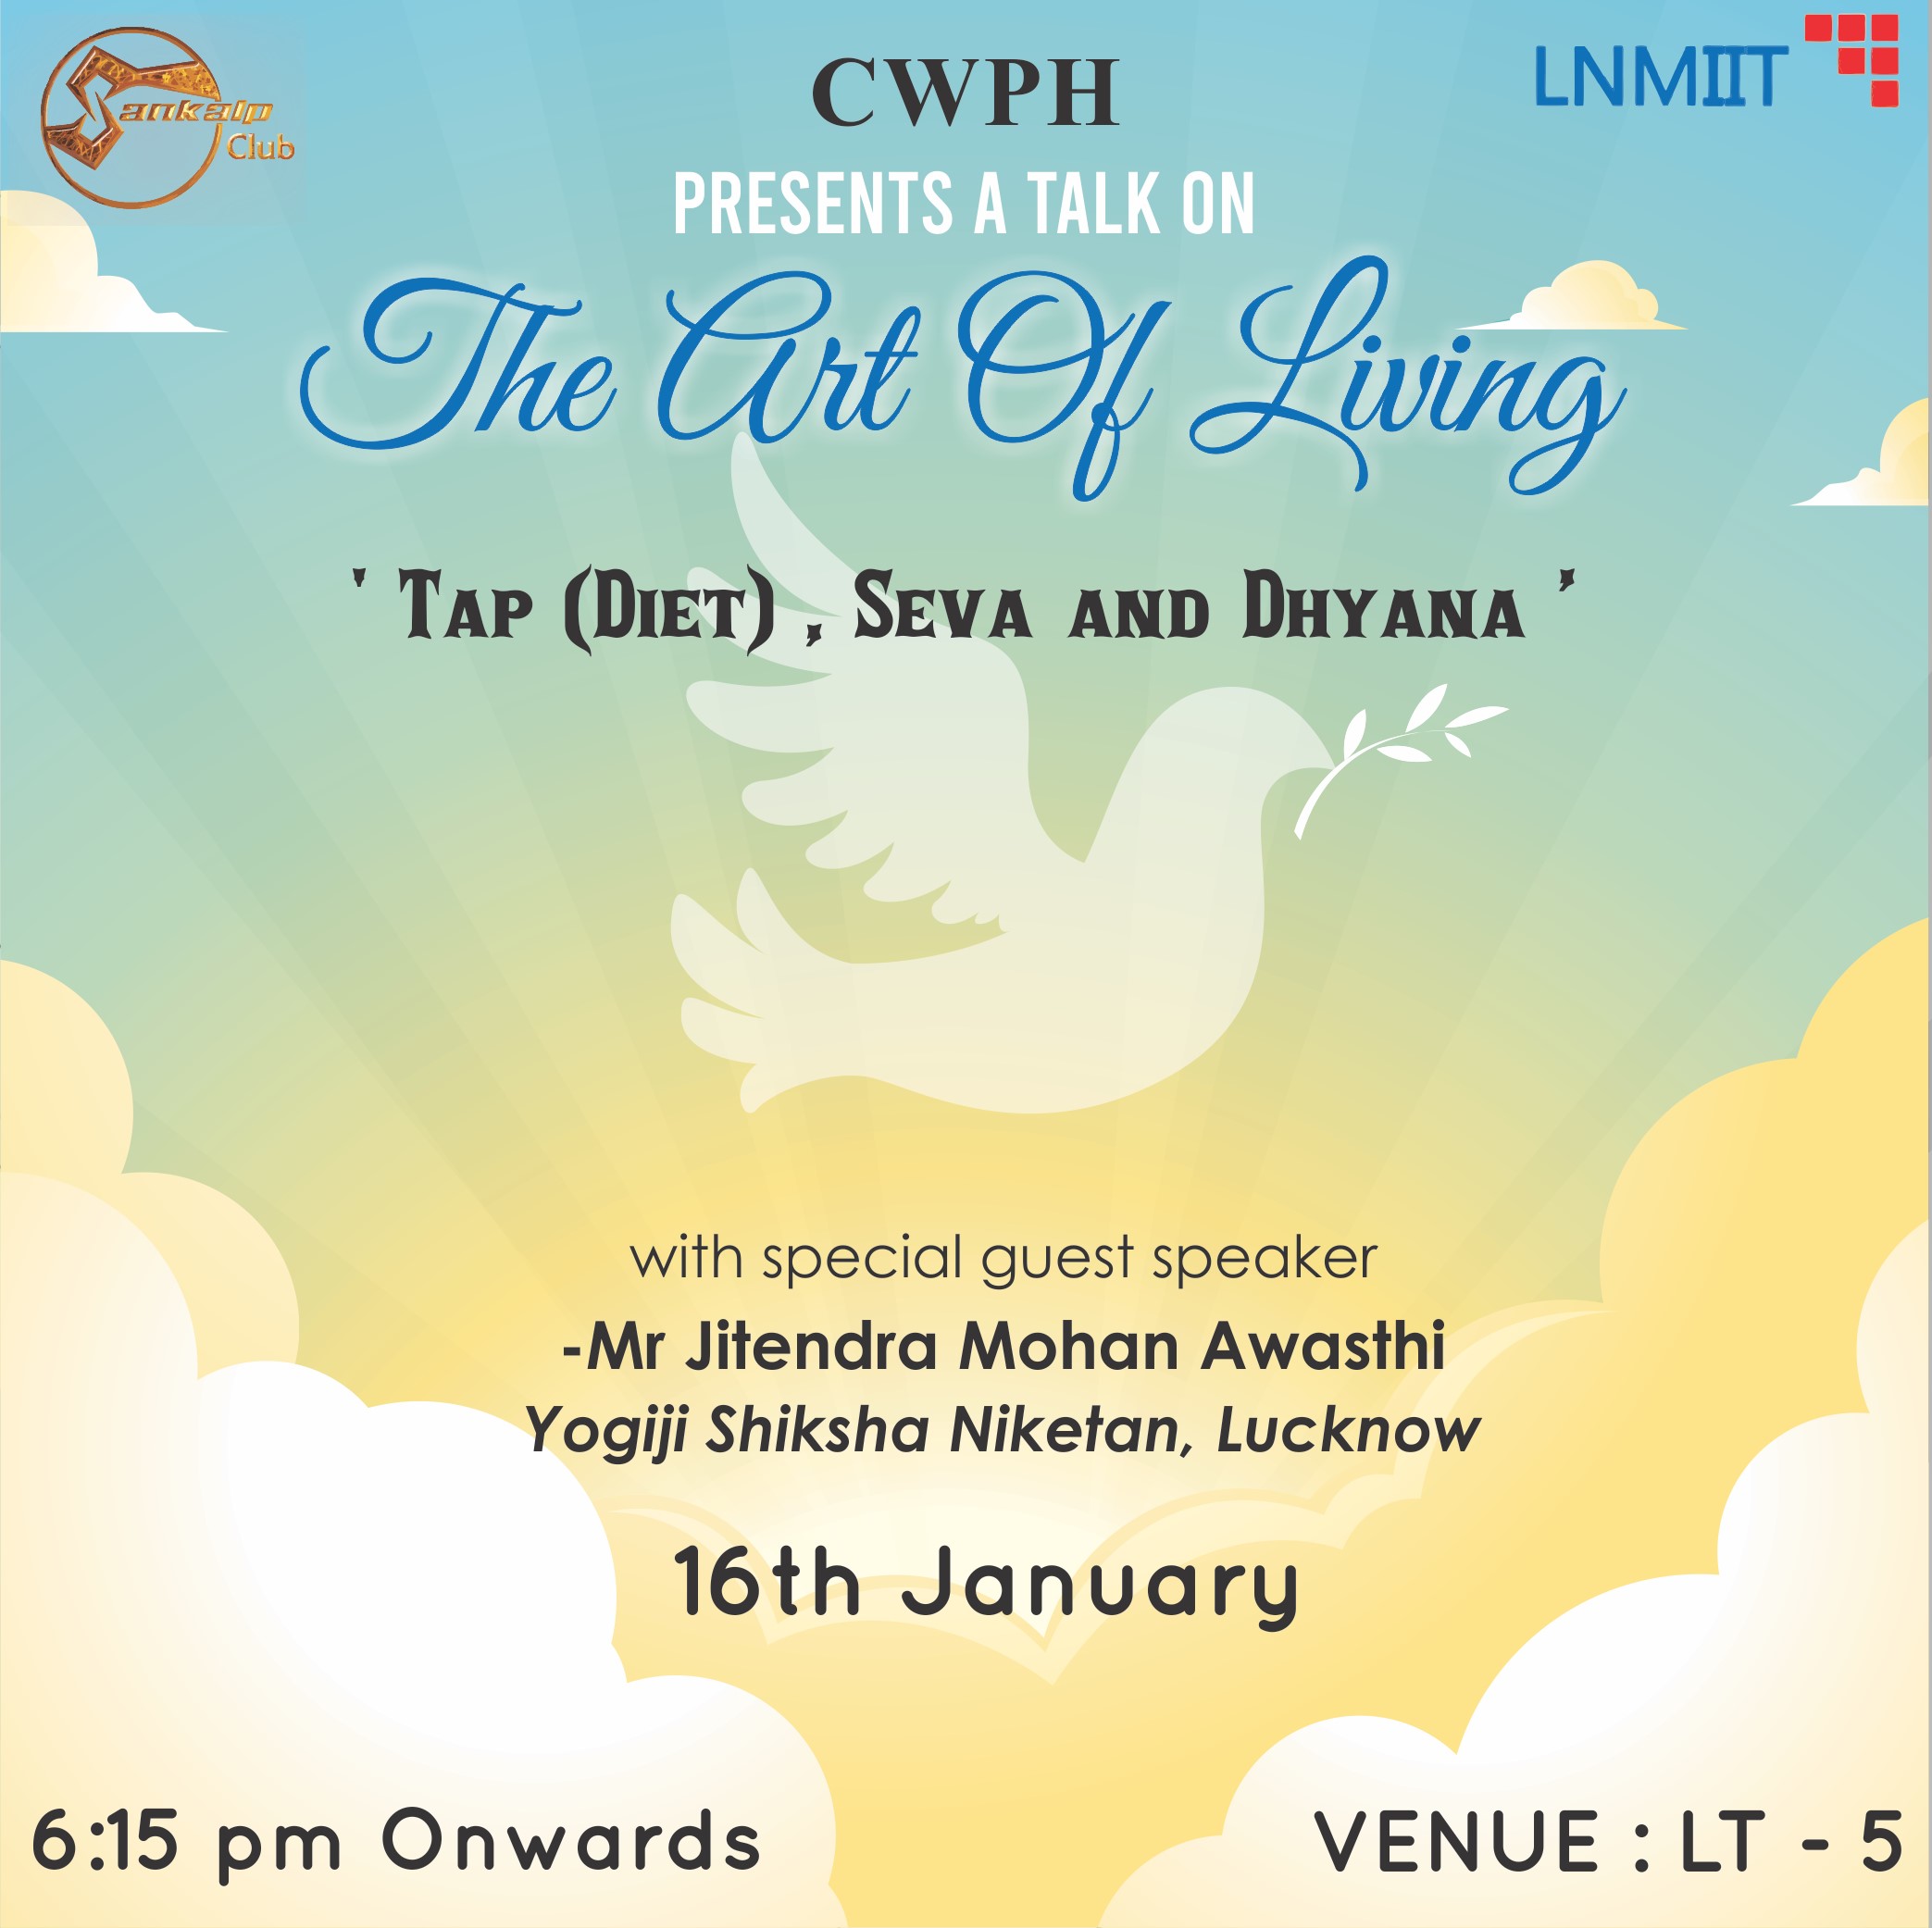 Sankalp
Club
CWPH
LNMIIT
PRESENTS A TALK ON
The Art Of Living
' Tap (Diet) , Seva and Dhyana '
with special guest speaker
-Mr Jitendra Mohan Awasthi
Yogiji Shiksha Niketan, Lucknow
16th January
6:15 pm Onwards
VENUE : LT - 5